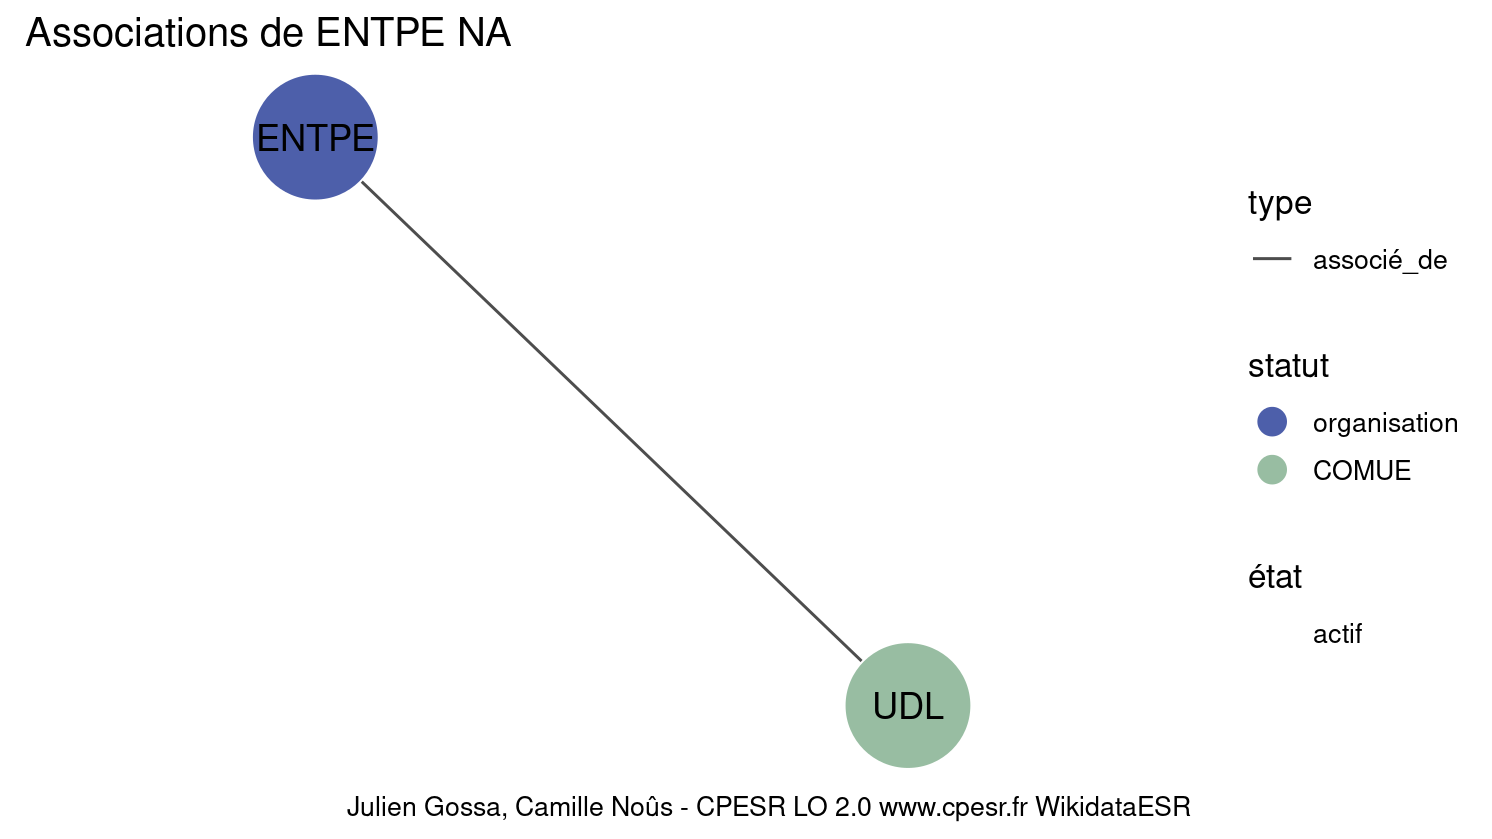 Associations de ENTPE NA
ENTPE
UDL
type
associé_de
statut
organisation
COMUE
état
actif
Julien Gossa, Camille Noûs - CPESR LO 2.0 www.cpesr.fr WikidataESR